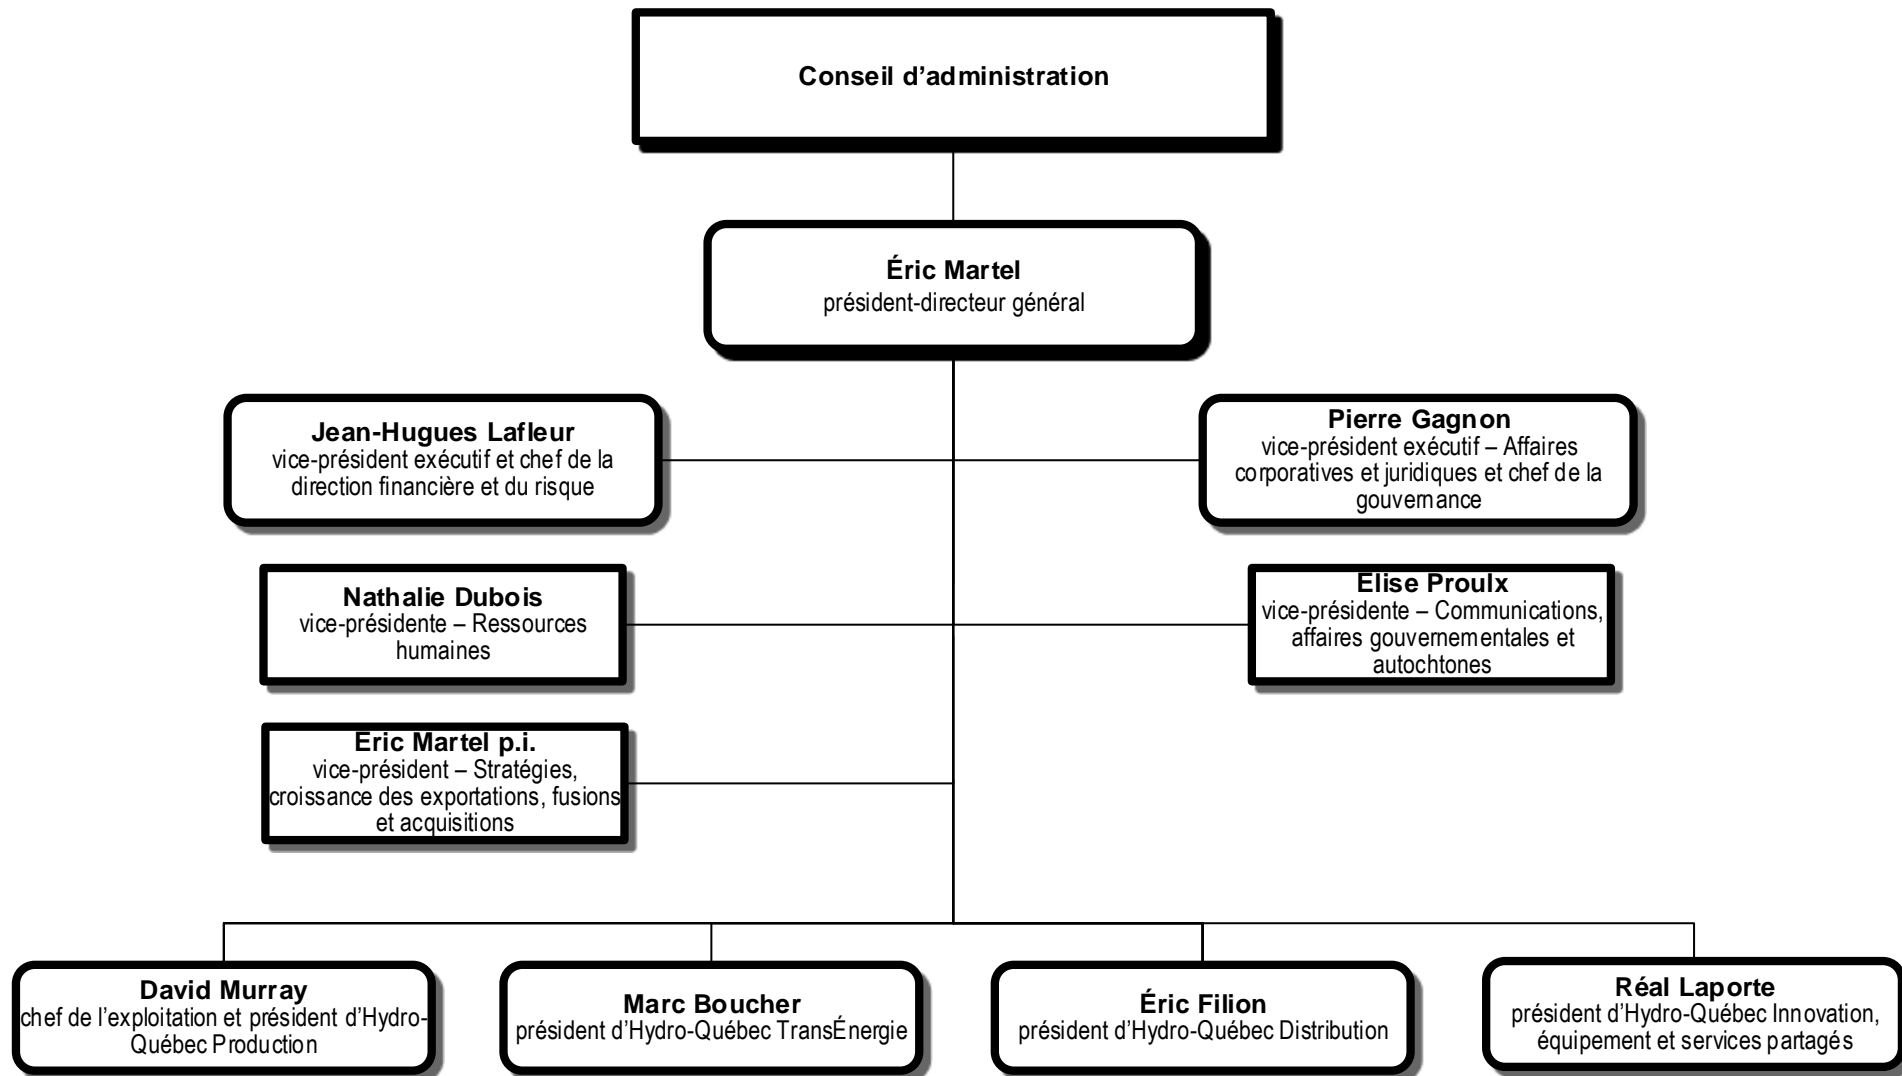 Conseil d'administration
Éric Martel
président-directeur général
Jean-Hugues Lafleur
vice-président exécutif et chef de la
direction financière et du risque
Pierre Gagnon
vice-président exécutif – Affaires
corporatives et juridiques et chef de la
gouvernance
Nathalie Dubois
vice-présidente – Ressources
humaines
Élise Proulx
vice-présidente – Communications,
affaires gouvernementales et
autochtones
Éric Martel p.i.
vice-président – Stratégies,
croissance des exportations, fusions
et acquisitions
David Murray
chef de l'exploitation et président d'Hydro-
Québec Production
Marc Boucher
président d'Hydro-Québec TransÉnergie
Éric Filion
président d'Hydro-Québec Distribution
Réal Laporte
président d'Hydro-Québec Innovation,
équipement et services partagés